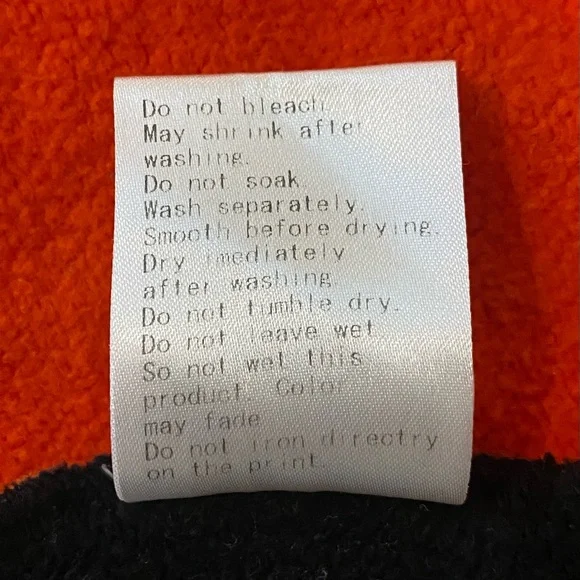 Do not bleach.
May shrink after
washing.
Do not soak.
Wash separately.
Smooth before drying.
Dry imediately
after washing.
Do not tumble dry.
Do not leave wet
So not wet this
product. Color
may fade
Do not iron directry
on the print.